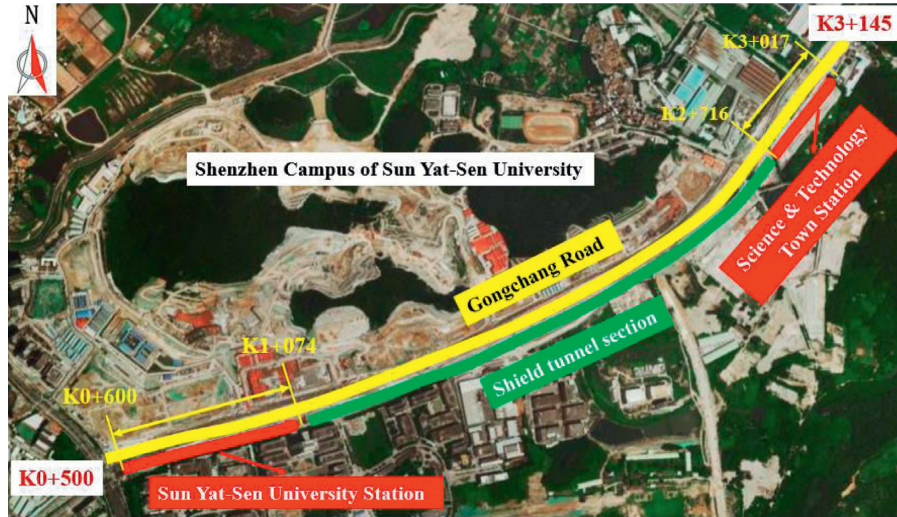 N
K3+145
K3+017
K2+716
Shenzhen Campus of Sun Yat-Sen University
Science & Technology
Town Station
Gongchang Road
Shield tunnel section
K1+074
K0+600
K0+500
Sun Yat-Sen University Station